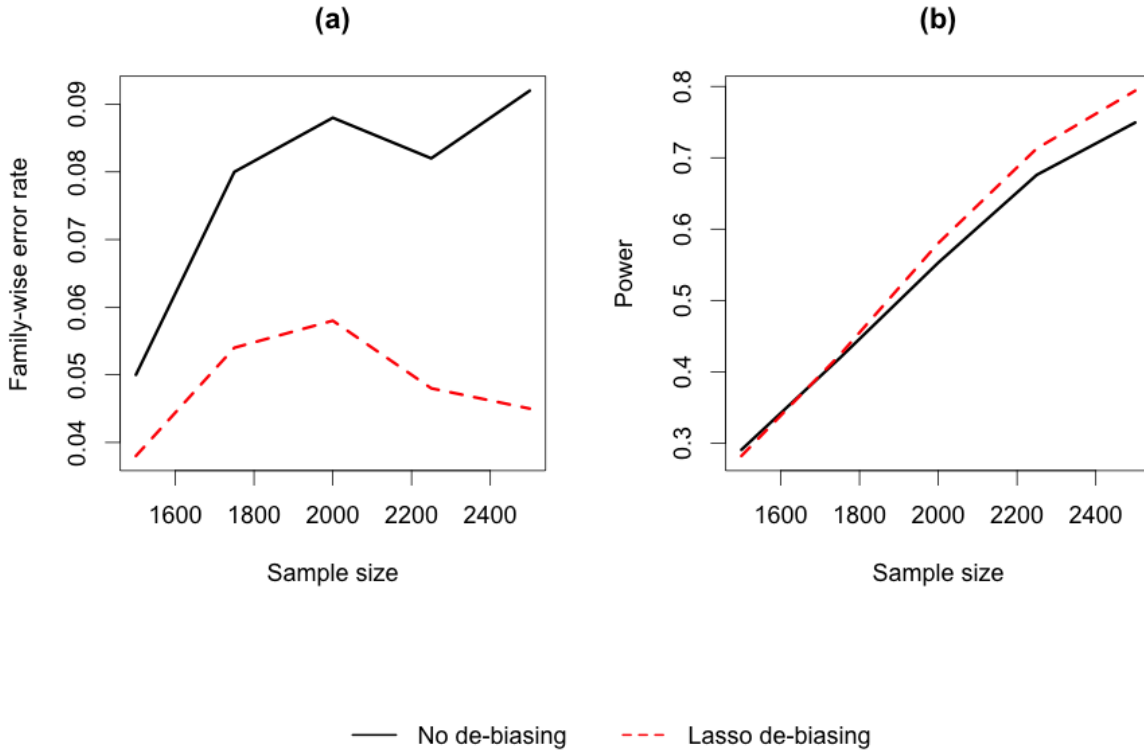 (a)
Family-wise error rate
0.09
0.08
0.07
0.06
0.05
0.04
1600 1800 2000 2200 2400
Sample size
(b)
Power
0.8
0.7
0.6
0.5
0.4
0.3
1600 1800 2000 2200 2400
Sample size
No de-biasing Lasso de-biasing